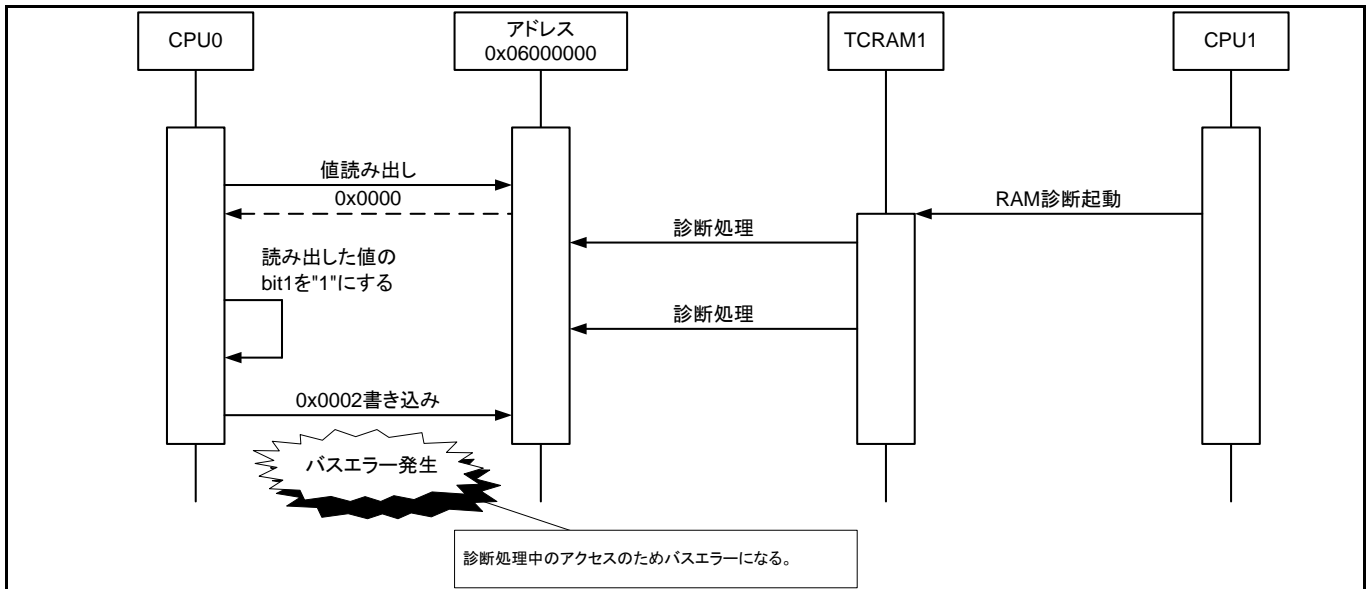 CPU0
アドレス
0x06000000
TCRAM1
CPU1
値読み出し
0x0000
RAM診断起動
診断処理
読み出した値の
bit1を"1"にする
診断処理
0x0002書き込み
バスエラー発生
診断処理中のアクセスのためバスエラーになる。